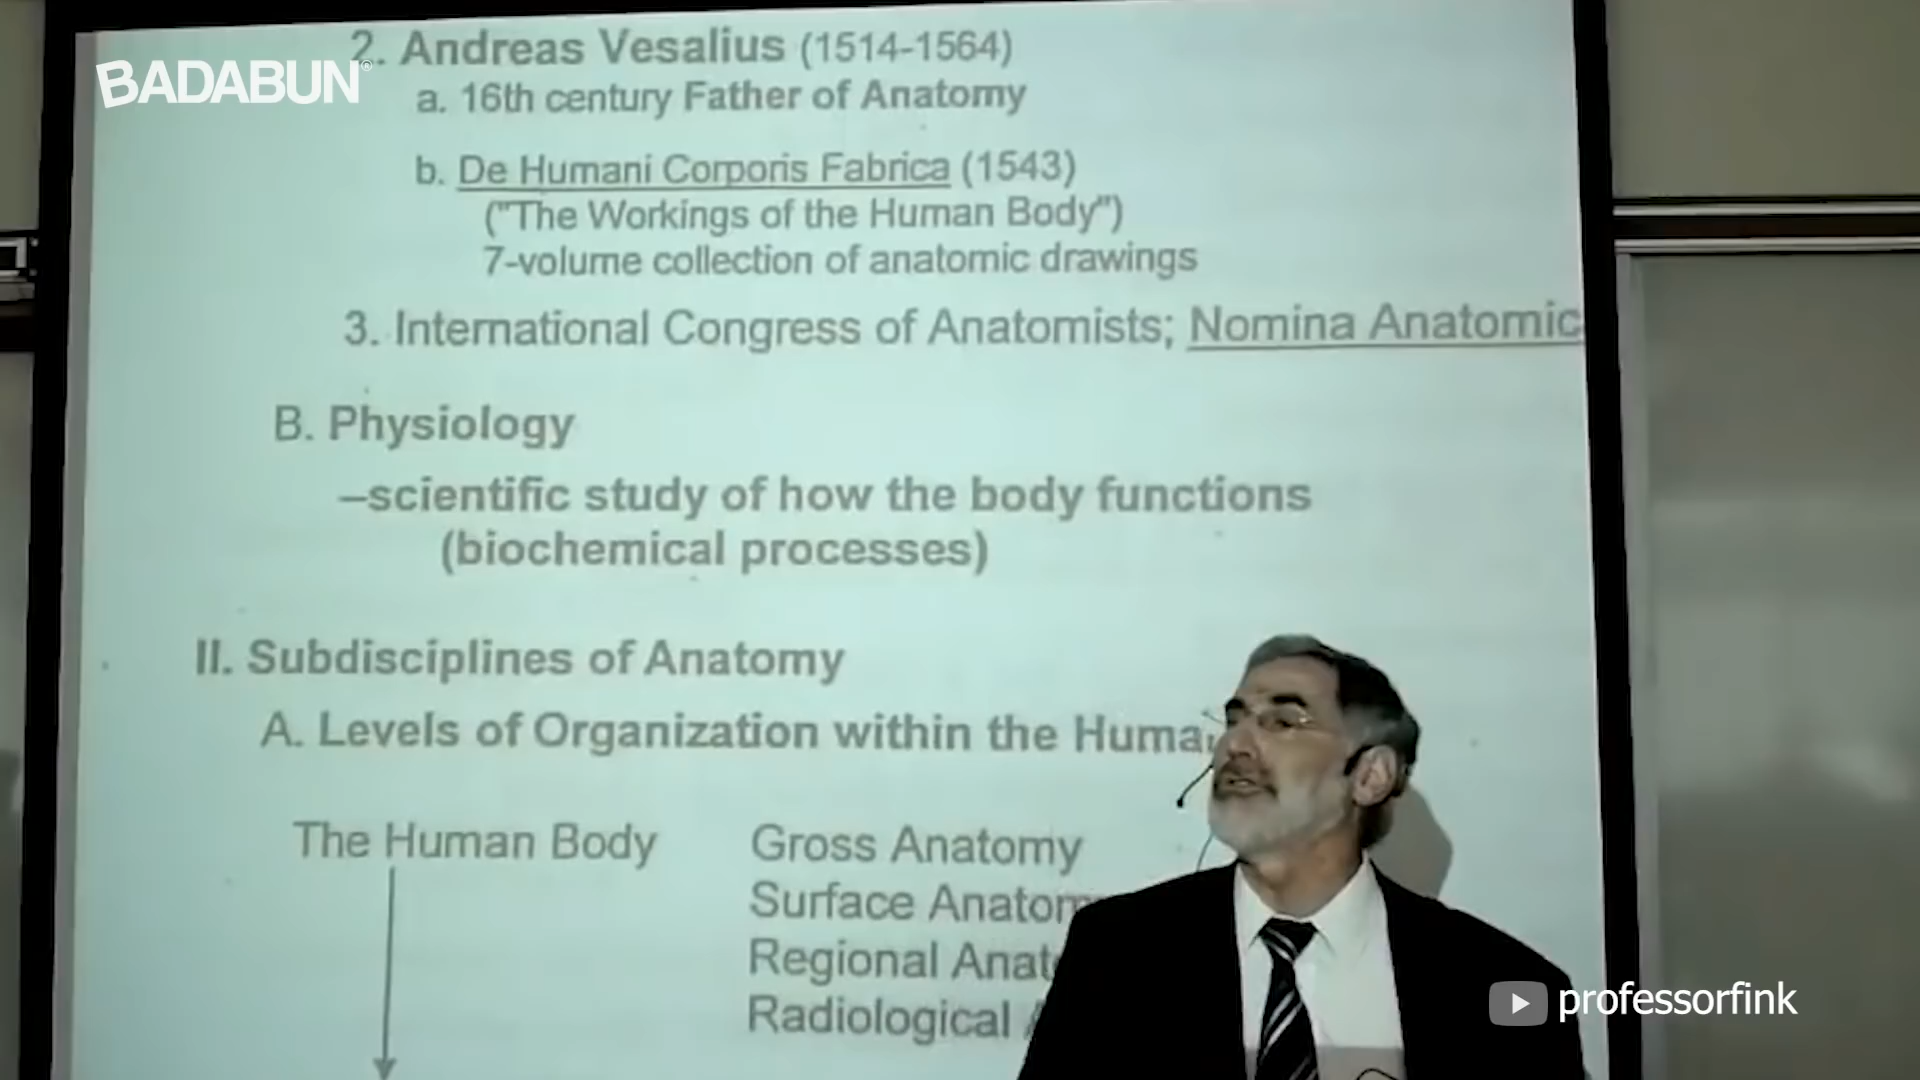 BADABUN®
2. Andreas Vesalius (1514-1564)
a. 16th century Father of Anatomy
b. De Humani Corporis Fabrica (1543)
("The Workings of the Human Body")
7-volume collection of anatomic drawings
3. International Congress of Anatomists; Nomina Anatomic
B. Physiology
–scientific study of how the body functions
(biochemical processes)
II. Subdisciplines of Anatomy
A. Levels of Organization within the Human
The Human Body
Gross Anatomy
Surface Anatom
Regional Anato
Radiological A
professorfink